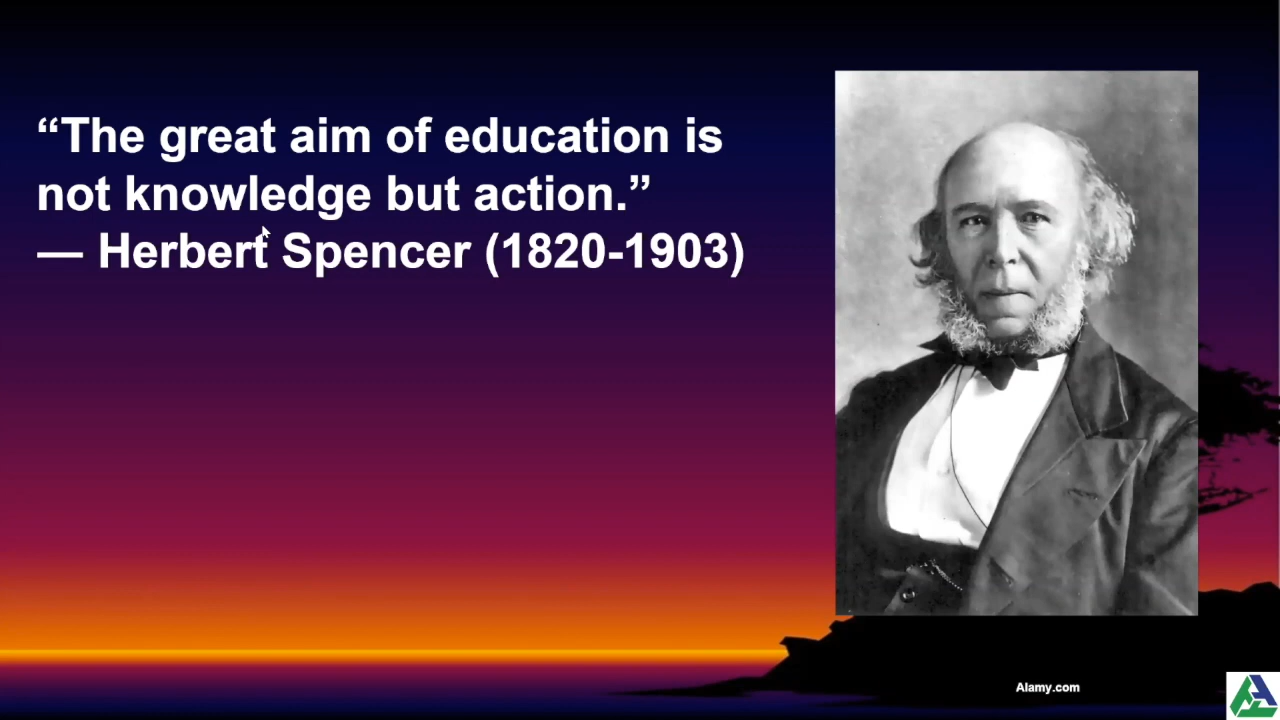 “The great aim of education is
not knowledge but action.”
— Herbert Spencer (1820-1903)
Alamy.com